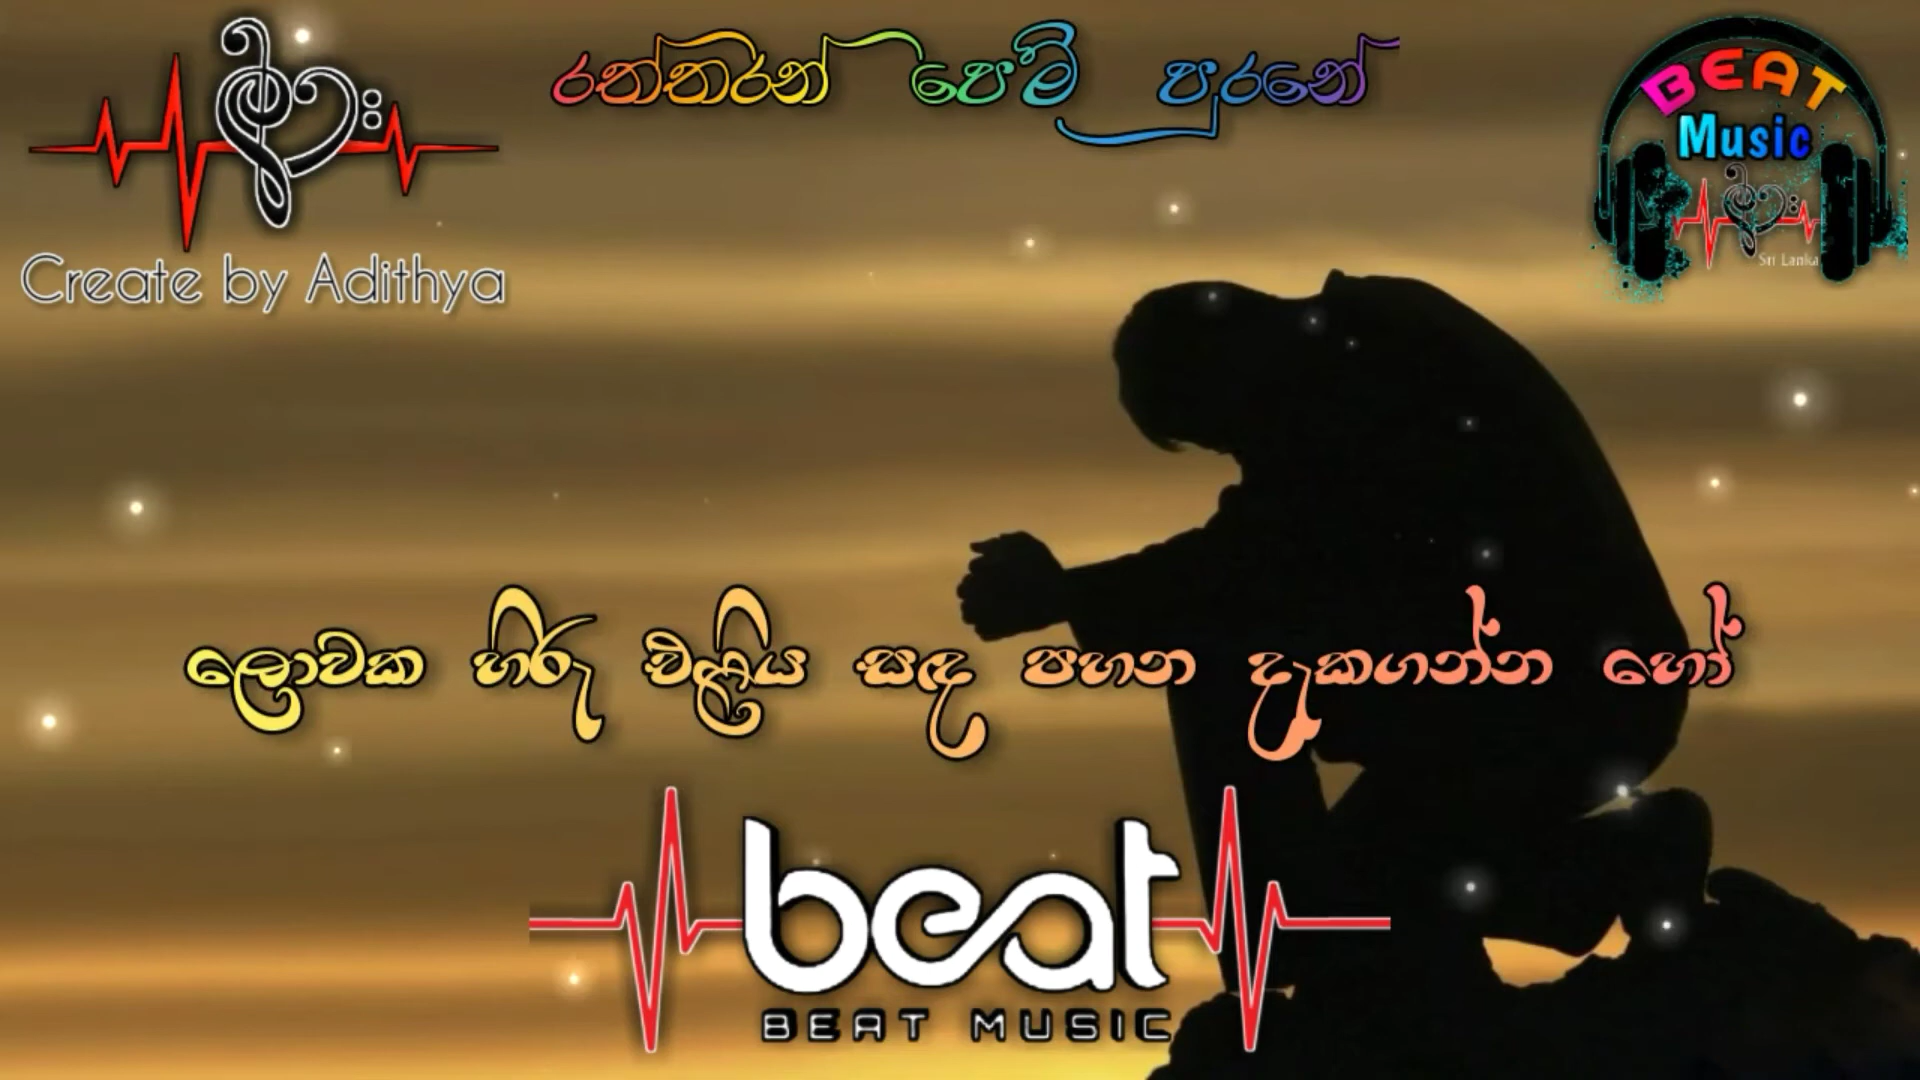 රත්තරන් පෙම් පුරනේ
BEAT
Music
Sri Lanka
Create by Adithya
ලොවක හිරු එළිය සඳ පහන දැකගන්න හෝ
beat
BEAT MUSIC